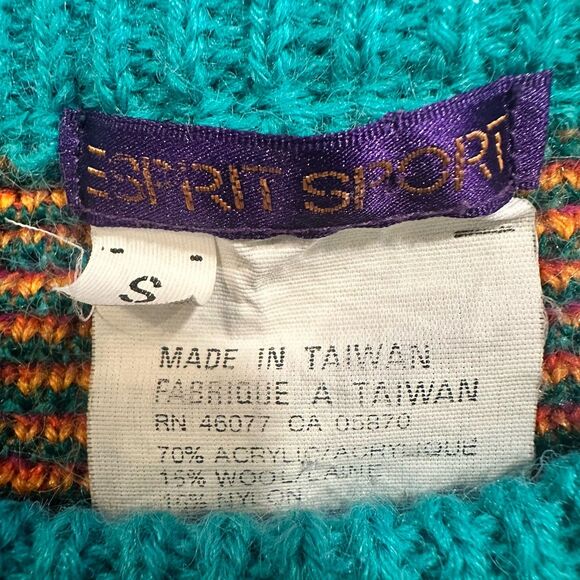 ESPRIT SPORT
S
MADE IN TAIWAN
FABRIQUE A TAIWAN
RN 46077 CA 05870
70% ACRYLIC/ACRYLIQUE
15% WOOL/LAINE
NYLON